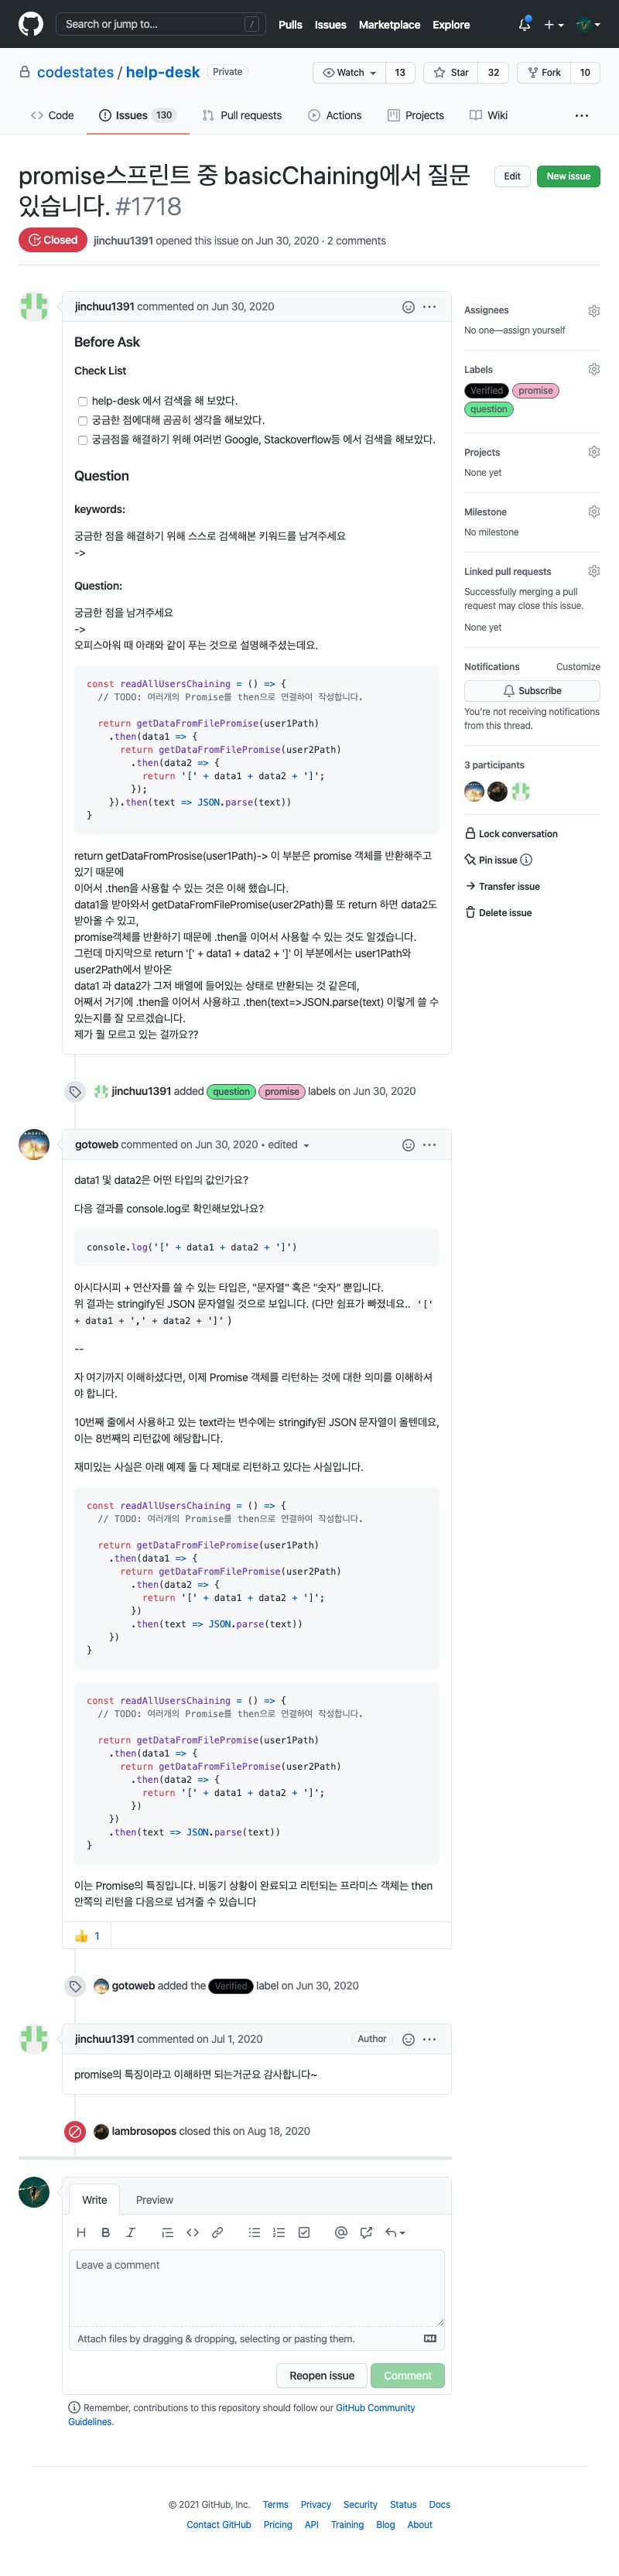 Search or jump to... /
Pulls Issues Marketplace Explore
codestates / help-desk Private
Watch 13 Star 32 Fork 10
Code Issues 130 Pull requests Actions Projects Wiki
promise스프린트 중 basicChaining에서 질문
있습니다. #1718
Edit New issue
Closed jinchuu1391 opened this issue on Jun 30, 2020 · 2 comments
jinchuu1391 commented on Jun 30, 2020
Before Ask
Check List
help-desk 에서 검색을 해 보았다.
궁금한 점에대해 곰곰히 생각을 해보았다.
궁금점을 해결하기 위해 여러번 Google, Stackoverflow등 에서 검색을 해보았다.
Question
keywords:
궁금한 점을 해결하기 위해 스스로 검색해본 키워드를 남겨주세요
->
Question:
궁금한 점을 남겨주세요
->
오피스아워 때 아래와 같이 푸는 것으로 설명해주셨는데요.
const readAllUsersChaining = () => {
// TODO: 여러개의 Promise를 then으로 연결하여 작성합니다.
return getDataFromFilePromise(user1Path)
.then(data1 => {
return getDataFromFilePromise(user2Path)
.then(data2 => {
return '[' + data1 + data2 + ']';
});
}).then(text => JSON.parse(text))
}
return getDataFromProsise(user1Path)-> 이 부분은 promise 객체를 반환해주고
있기 때문에
이어서 .then을 사용할 수 있는 것은 이해 했습니다.
data1을 받아와서 getDataFromFilePromise(user2Path)를 또 return 하면 data2도
받아올 수 있고,
promise객체를 반환하기 때문에 .then을 이어서 사용할 수 있는 것도 알겠습니다.
그런데 마지막으로 return '[' + data1 + data2 + ']' 이 부분에서는 user1Path와
user2Path에서 받아온
data1 과 data2가 그저 배열에 들어있는 상태로 반환되는 것 같은데,
어째서 거기에 .then을 이어서 사용하고 .then(text=>JSON.parse(text) 이렇게 쓸 수
있는지를 잘 모르겠습니다.
제가 뭘 모르고 있는 걸까요??
jinchuu1391 added question promise labels on Jun 30, 2020
gotoweb commented on Jun 30, 2020 • edited
data1 및 data2은 어떤 타입의 값인가요?
다음 결과를 console.log로 확인해보았나요?
console.log('[' + data1 + data2 + ']')
아시다시피 + 연산자를 쓸 수 있는 타입은, "문자열" 혹은 "숫자" 뿐입니다.
위 결과는 stringify된 JSON 문자열일 것으로 보입니다. (다만 쉼표가 빠졌네요.. '['
+ data1 + ',' + data2 + ']' )
--
자 여기까지 이해하셨다면, 이제 Promise 객체를 리턴하는 것에 대한 의미를 이해하셔
야 합니다.
10번째 줄에서 사용하고 있는 text라는 변수에는 stringify된 JSON 문자열이 올텐데요,
이는 8번째의 리턴값에 해당합니다.
재미있는 사실은 아래 예제 둘 다 제대로 리턴하고 있다는 사실입니다.
const readAllUsersChaining = () => {
// TODO: 여러개의 Promise를 then으로 연결하여 작성합니다.
return getDataFromFilePromise(user1Path)
.then(data1 => {
return getDataFromFilePromise(user2Path)
.then(data2 => {
return '[' + data1 + data2 + ']';
})
.then(text => JSON.parse(text))
})
}
const readAllUsersChaining = () => {
// TODO: 여러개의 Promise를 then으로 연결하여 작성합니다.
return getDataFromFilePromise(user1Path)
.then(data1 => {
return getDataFromFilePromise(user2Path)
.then(data2 => {
return '[' + data1 + data2 + ']';
})
})
.then(text => JSON.parse(text))
}
이는 Promise의 특징입니다. 비동기 상황이 완료되고 리턴되는 프라미스 객체는 then
안쪽의 리턴을 다음으로 넘겨줄 수 있습니다
👍 1
gotoweb added the Verified label on Jun 30, 2020
jinchuu1391 commented on Jul 1, 2020 Author
promise의 특징이라고 이해하면 되는거군요 감사합니다~
lambrosopos closed this on Aug 18, 2020
Write Preview
Leave a comment
Attach files by dragging & dropping, selecting or pasting them.
Reopen issue Comment
Remember, contributions to this repository should follow our GitHub Community
Guidelines.
Assignees
No one—assign yourself
Labels
Verified promise
question
Projects
None yet
Milestone
No milestone
Linked pull requests
Successfully merging a pull
request may close this issue.
None yet
Notifications Customize
Subscribe
You're not receiving notifications
from this thread.
3 participants
Lock conversation
Pin issue
Transfer issue
Delete issue
© 2021 GitHub, Inc. Terms Privacy Security Status Docs
Contact GitHub Pricing API Training Blog About